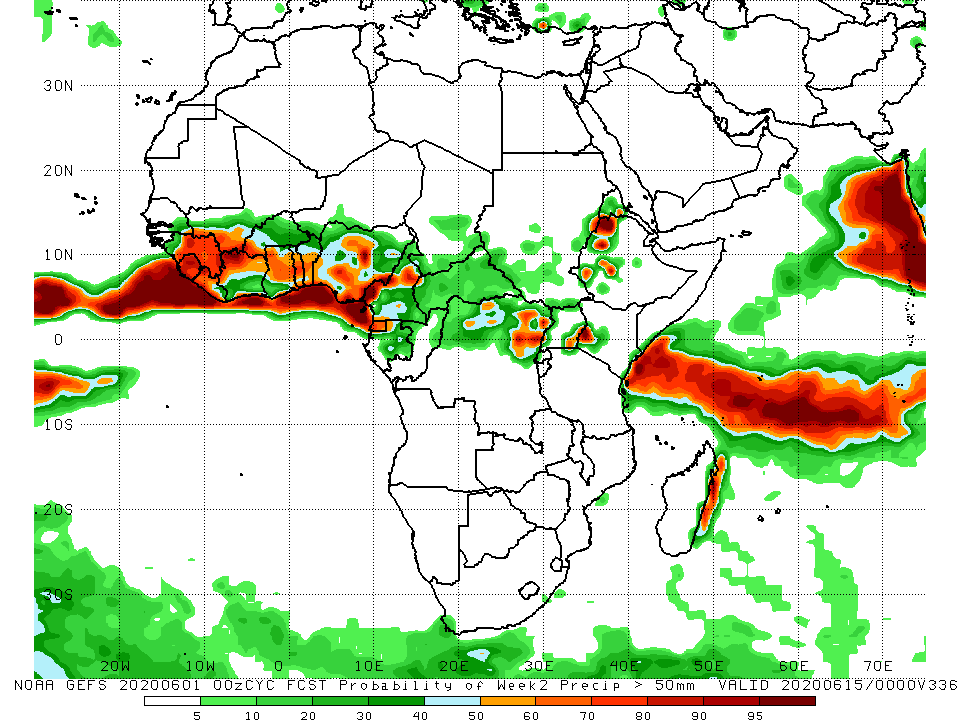 30N
20N
10N
0
10S
20S
30S
20W 10W 0 10E 20E 30E 40E 50E 60E 70E
NOAA GEFS 20200601 00zCYC FCST Probability of Week2 Precip > 50mm VALID 20200615/0000V336
5 10 20 30 40 50 60 70 80 90 95